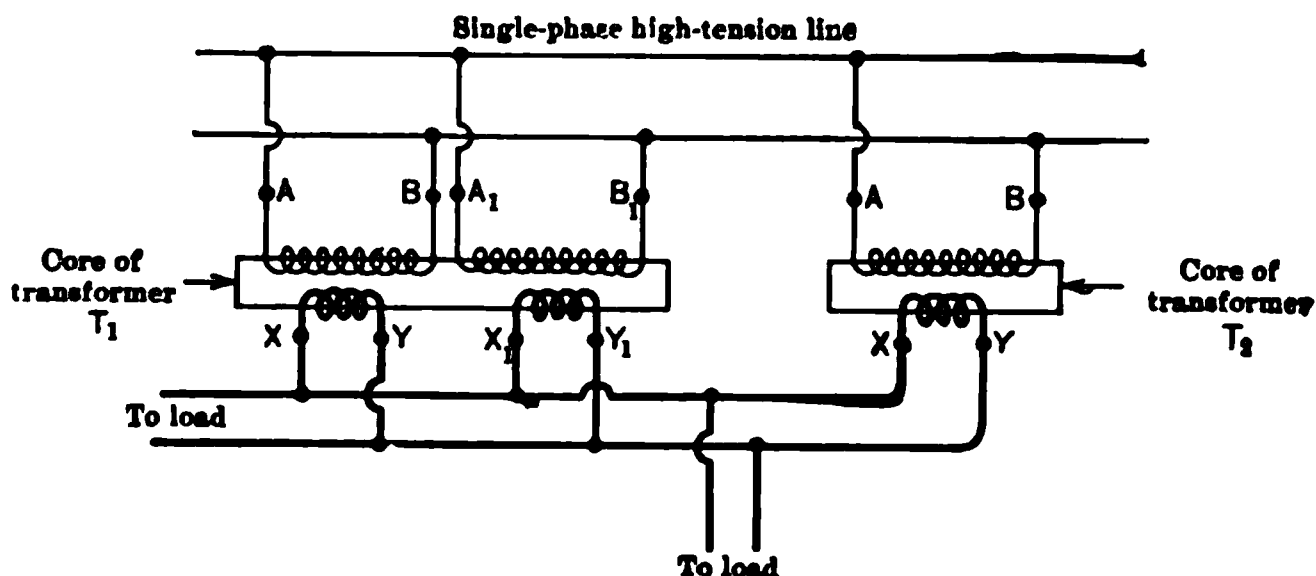 Single-phase high-tension line
A
B
A₁
B₁
A
B
Core of
transformer
T₁
Core of
transformer
T₂
X
Y
X₁
Y₁
X
Y
To load
To load